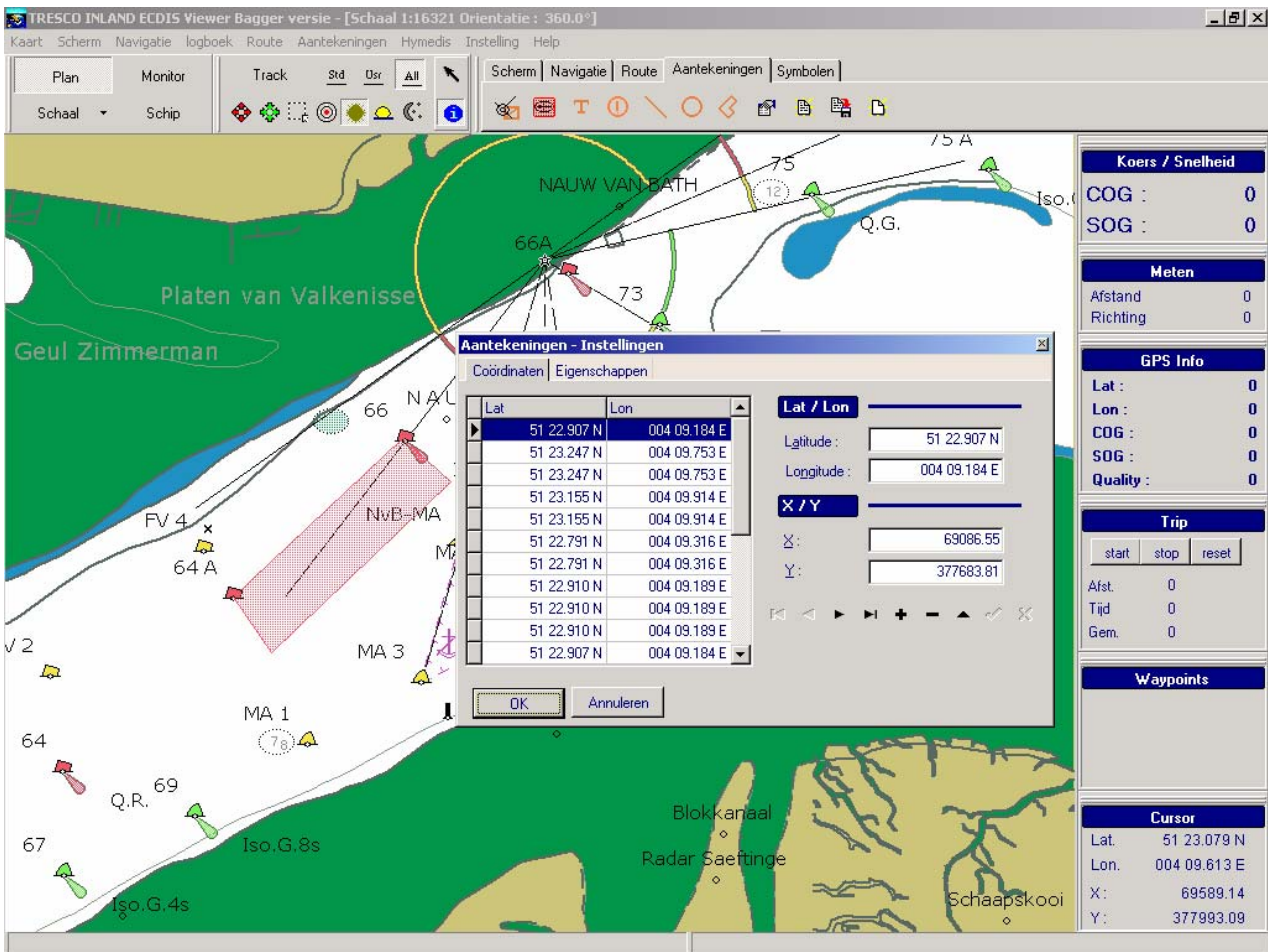 TRESCO INLAND ECDIS Viewer Bagger versie - [Schaal 1:16321 Orientatie : 360.0°]
Kaart Scherm Navigatie logboek Route Aantekeningen Hymedis Instelling Help
Plan Monitor Track Std Usr All
Schaal Schip
Scherm Navigatie Route Aantekeningen Symbolen
75 A
75
NAUW VAN BATH
12
Iso.
Q.G.
66A
Platen van Valkenisse
73
Geul Zimmerman
66
NAU
NvB-MA
FV 4
64 A
MA 3
MA 1
7 8
64
69
Q.R.
67
Iso.G.8s
Iso.G.4s
Blokkanaal
Radar Saeftinge
Schaapskooi
Aantekeningen - Instellingen
Coördinaten Eigenschappen
Lat Lon
51 22.907 N 004 09.184 E
51 23.247 N 004 09.753 E
51 23.247 N 004 09.753 E
51 23.155 N 004 09.914 E
51 23.155 N 004 09.914 E
51 22.791 N 004 09.316 E
51 22.791 N 004 09.316 E
51 22.910 N 004 09.189 E
51 22.910 N 004 09.189 E
51 22.910 N 004 09.189 E
51 22.907 N 004 09.184 E
Lat / Lon
Latitude : 51 22.907 N
Longitude : 004 09.184 E
X / Y
X : 69086.55
Y : 377683.81
OK Annuleren
Koers / Snelheid
COG : 0
SOG : 0
Meten
Afstand 0
Richting 0
GPS Info
Lat : 0
Lon : 0
COG : 0
SOG : 0
Quality : 0
Trip
start stop reset
Afst. 0
Tijd 0
Gem. 0
Waypoints
Cursor
Lat. 51 23.079 N
Lon. 004 09.613 E
X : 69589.14
Y : 377993.09